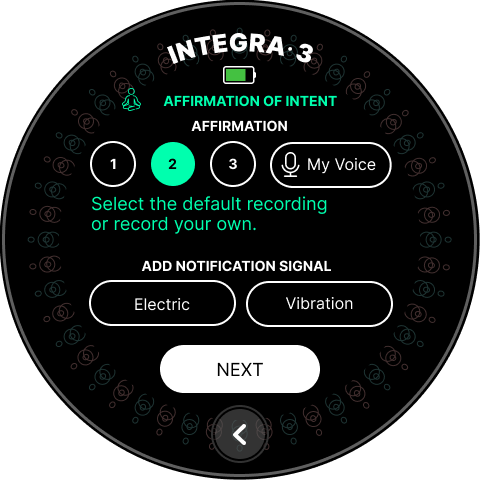 INTEGRA·3
AFFIRMATION OF INTENT
AFFIRMATION
1 2 3 My Voice
Select the default recording
or record your own.
ADD NOTIFICATION SIGNAL
Electric Vibration
NEXT